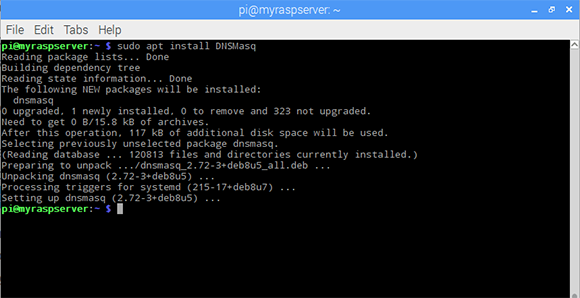 pi@myraspserver: ~
File Edit Tabs Help
pi@myraspserver:~ $ sudo apt install DNSMasq
Reading package lists... Done
Building dependency tree
Reading state information... Done
The following NEW packages will be installed:
  dnsmasq
0 upgraded, 1 newly installed, 0 to remove and 323 not upgraded.
Need to get 0 B/15.8 kB of archives.
After this operation, 117 kB of additional disk space will be used.
Selecting previously unselected package dnsmasq.
(Reading database ... 120813 files and directories currently installed.)
Preparing to unpack .../dnsmasq_2.72-3+deb8u5_all.deb ...
Unpacking dnsmasq (2.72-3+deb8u5) ...
Processing triggers for systemd (215-17+deb8u7) ...
Setting up dnsmasq (2.72-3+deb8u5) ...
pi@myraspserver:~ $